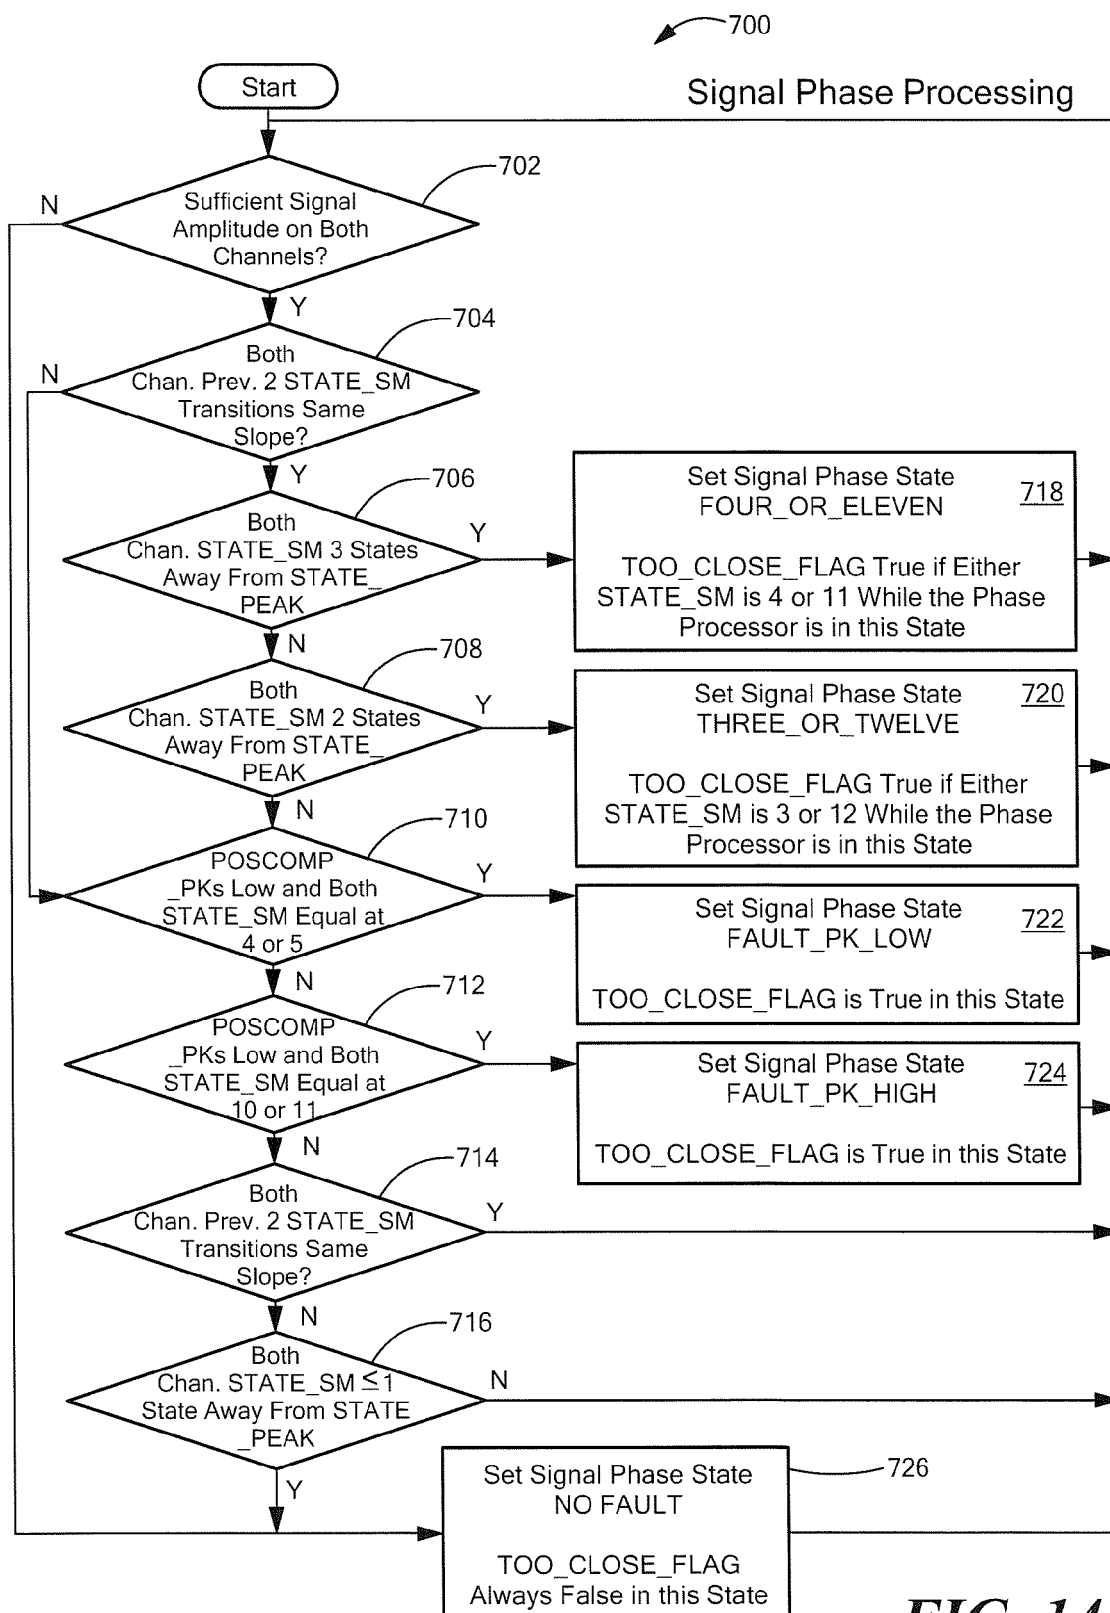 700
Start
Signal Phase Processing
702
N
Sufficient Signal
Amplitude on Both
Channels?
Y
704
N
Both
Chan. Prev. 2 STATE_SM
Transitions Same
Slope?
Y
706
Both
Chan. STATE_SM 3 States
Away From STATE_
PEAK
Y
Set Signal Phase State
718
FOUR_OR_ELEVEN
TOO_CLOSE_FLAG True if Either
STATE_SM is 4 or 11 While the Phase
Processor is in this State
N
708
Both
Chan. STATE_SM 2 States
Away From STATE_
PEAK
Y
Set Signal Phase State
720
THREE_OR_TWELVE
TOO_CLOSE_FLAG True if Either
STATE_SM is 3 or 12 While the Phase
Processor is in this State
N
710
POSCOMP
_PKs Low and Both
STATE_SM Equal at
4 or 5
Y
Set Signal Phase State
722
FAULT_PK_LOW
TOO_CLOSE_FLAG is True in this State
N
712
POSCOMP
_PKs Low and Both
STATE_SM Equal at
10 or 11
Y
Set Signal Phase State
724
FAULT_PK_HIGH
TOO_CLOSE_FLAG is True in this State
N
714
Both
Chan. Prev. 2 STATE_SM
Transitions Same
Slope?
Y
N
716
Both
Chan. STATE_SM ≤1
State Away From STATE
_PEAK
N
Y
726
Set Signal Phase State
NO FAULT
TOO_CLOSE_FLAG
Always False in this State
FIG. 14